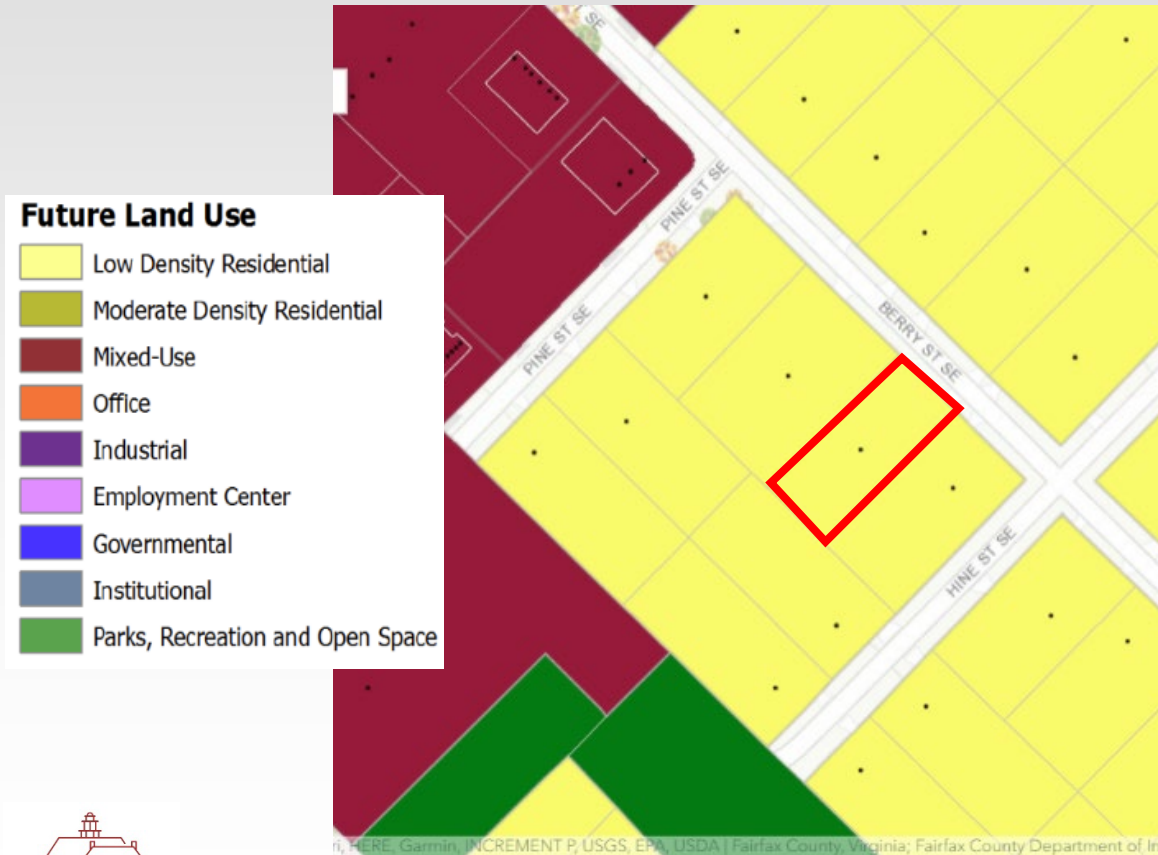 SE
PINE ST SE
Future Land Use
Low Density Residential
Moderate Density Residential
Mixed-Use
Office
Industrial
Employment Center
Governmental
Institutional
Parks, Recreation and Open Space
PINE ST SE
BERRY ST SE
HINE ST SE
HERE, Garmin, INCREMENT P, USGS, EPA, USDA | Fairfax County, Virginia; Fairfax County Department of